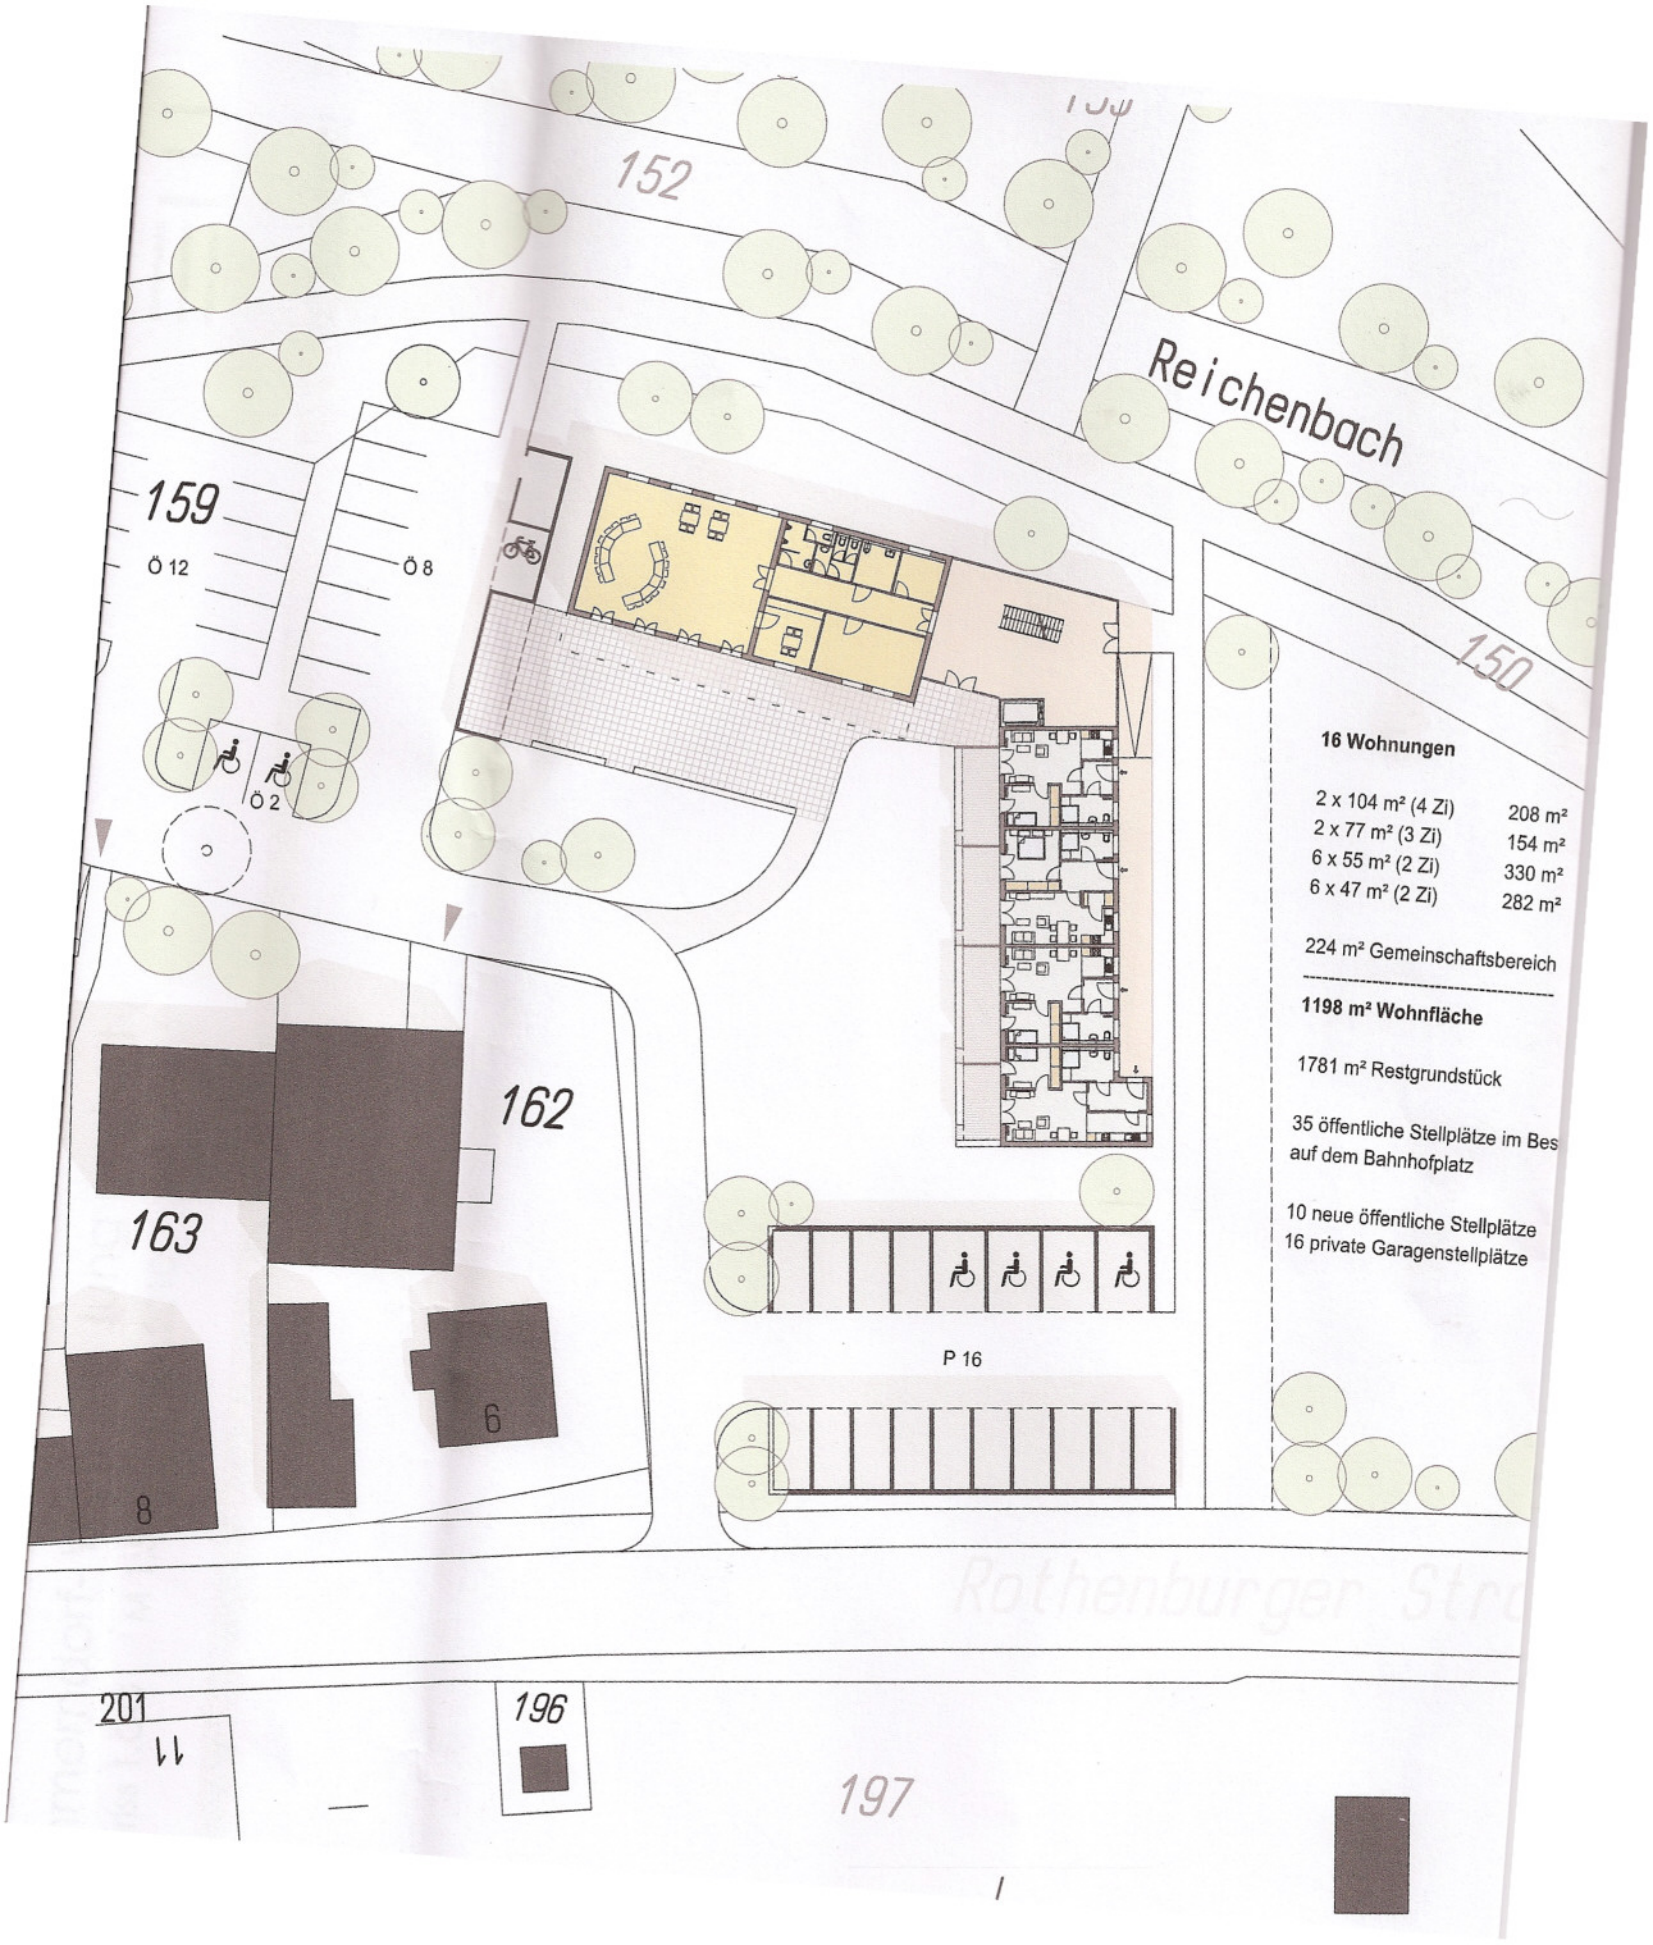 152
Reichenbach
159
Ö 12
Ö 8
150
16 Wohnungen
2 x 104 m² (4 Zi) 208 m²
2 x 77 m² (3 Zi) 154 m²
6 x 55 m² (2 Zi) 330 m²
6 x 47 m² (2 Zi) 282 m²
224 m² Gemeinschaftsbereich
1198 m² Wohnfläche
1781 m² Restgrundstück
35 öffentliche Stellplätze im Bes
auf dem Bahnhofplatz
10 neue öffentliche Stellplätze
16 private Garagenstellplätze
Ö 2
162
163
P 16
6
8
Rothenburger Str
201
11
196
197